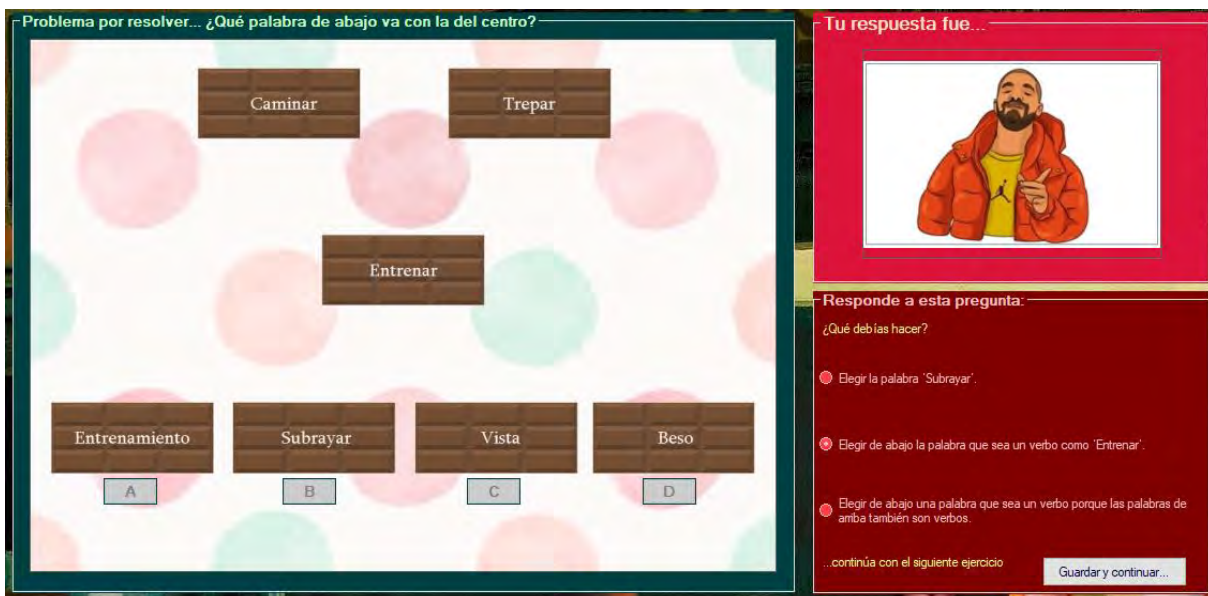 Problema por resolver... ¿Qué palabra de abajo va con la del centro?
Caminar
Trepar
Entrenar
Entrenamiento
Subrayar
Vista
Beso
A
B
C
D
Tu respuesta fue...
Responde a esta pregunta:
¿Qué debías hacer?
Elegir la palabra `Subrayar´.
Elegir de abajo la palabra que sea un verbo como `Entrenar´.
Elegir de abajo una palabra que sea un verbo porque las palabras de
arriba también son verbos.
...continúa con el siguiente ejercicio
Guardar y continuar...